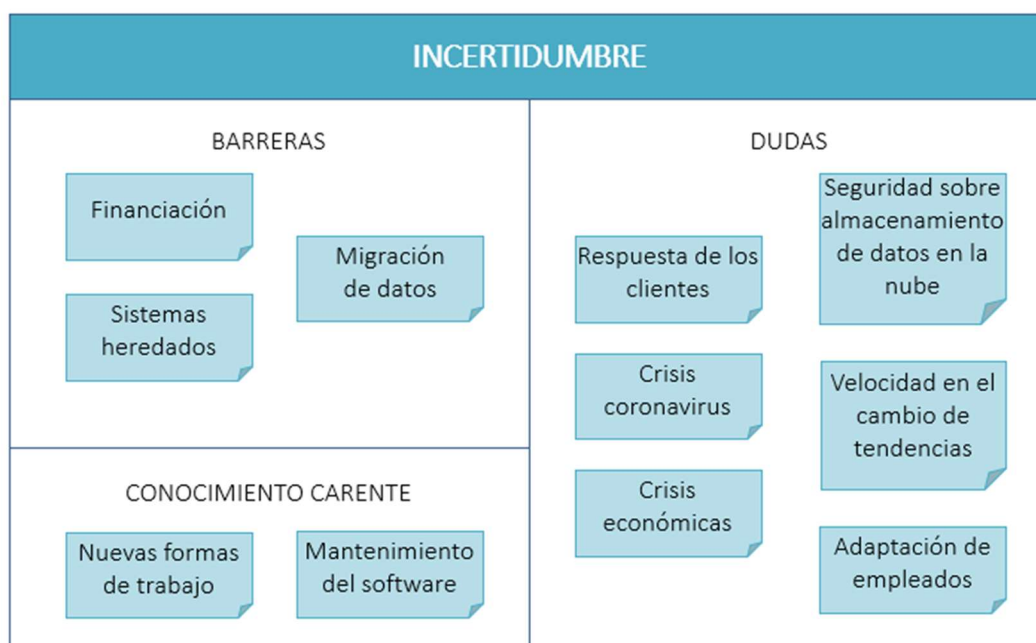 INCERTIDUMBRE
BARRERAS
Financiación
Migración
de datos
Sistemas
heredados
CONOCIMIENTO CARENTE
Nuevas formas
de trabajo
Mantenimiento
del software
DUDAS
Respuesta de los
clientes
Seguridad sobre
almacenamiento
de datos en la
nube
Crisis
coronavirus
Velocidad en el
cambio de
tendencias
Crisis
económicas
Adaptación de
empleados